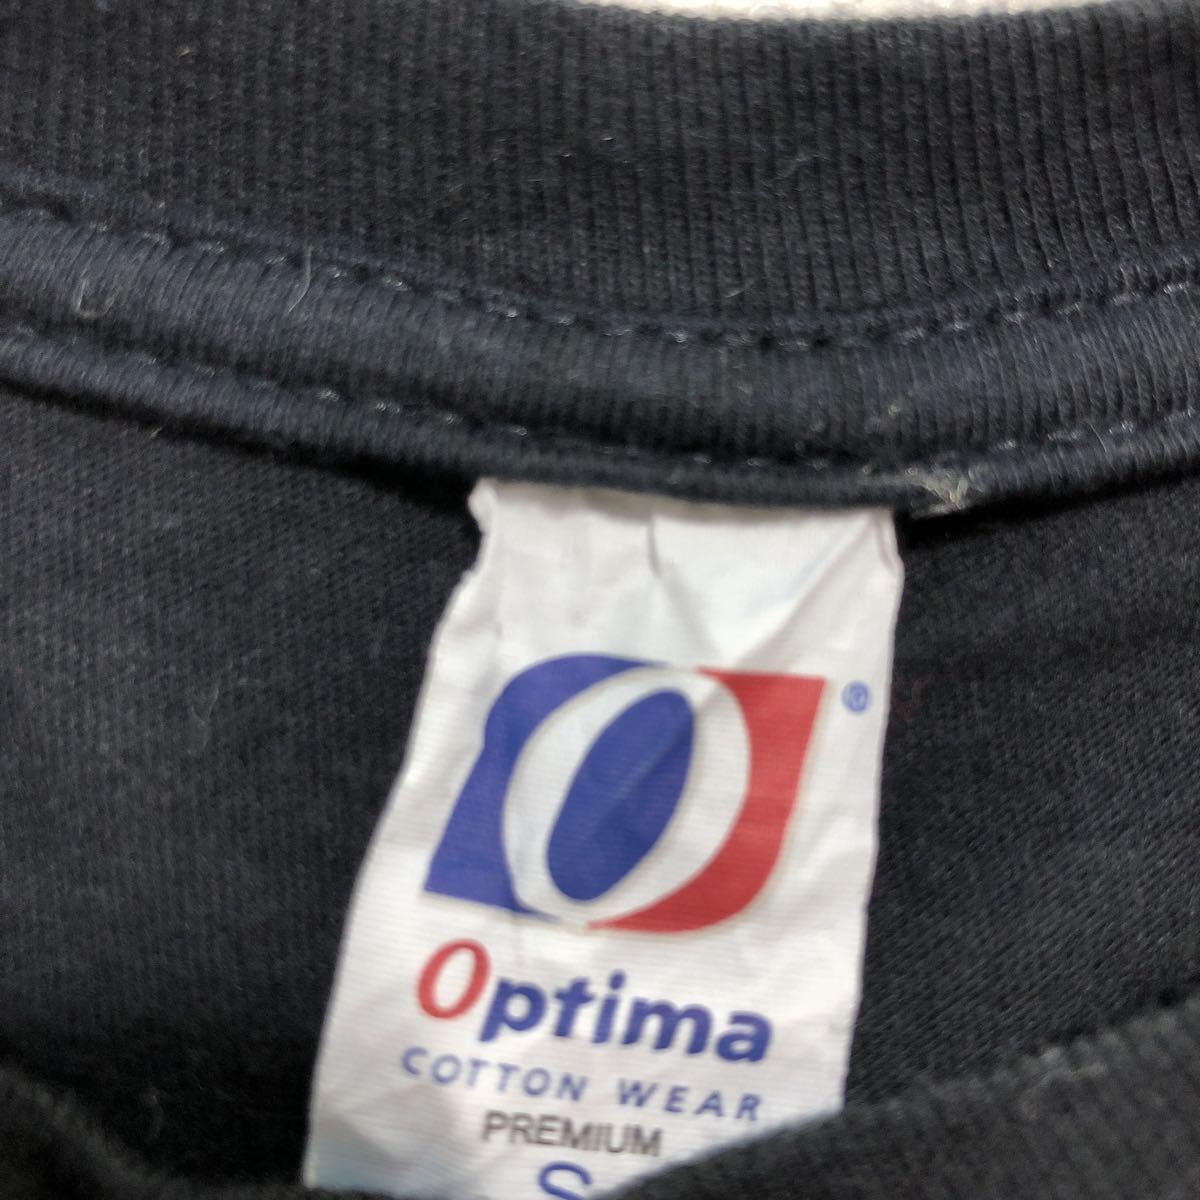 ®
Optima
COTTON WEAR
PREMIUM
S